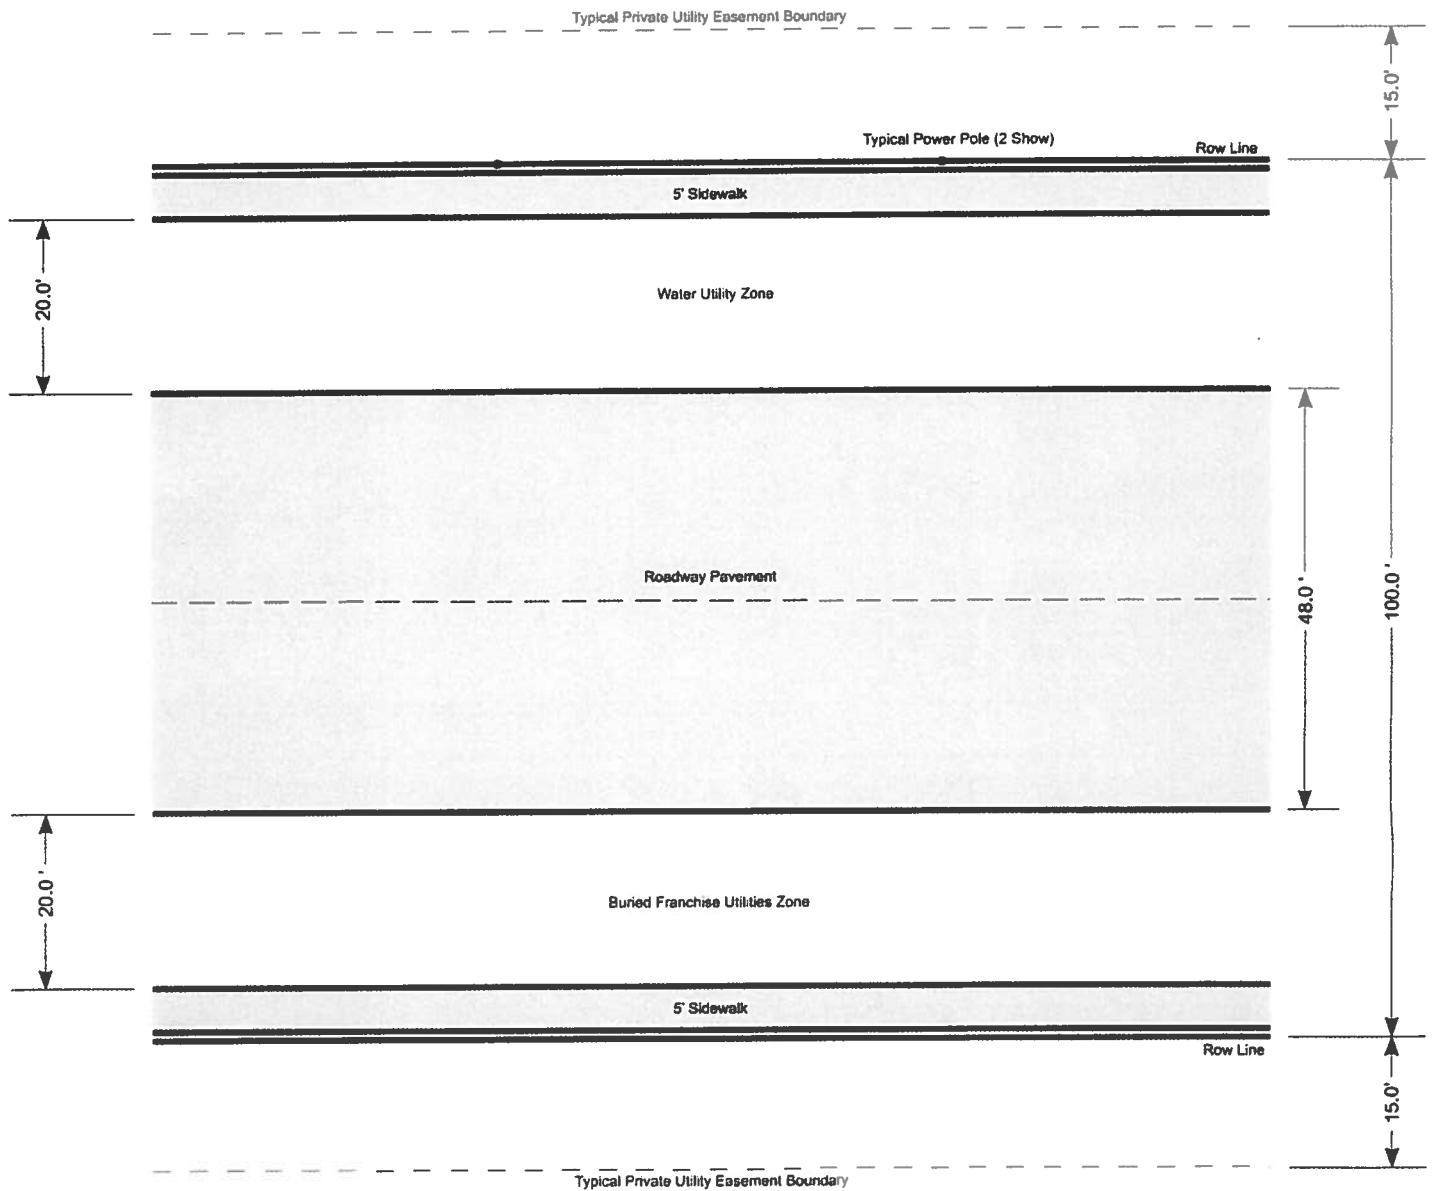 Typical Private Utility Easement Boundary
15.0'
Typical Power Pole (2 Show)
Row Line
5' Sidewalk
20.0'
Water Utility Zone
Roadway Pavement
48.0 '
100.0 '
20.0 '
Buried Franchise Utilities Zone
5' Sidewalk
Row Line
15.0'
Typical Private Utility Easement Boundary